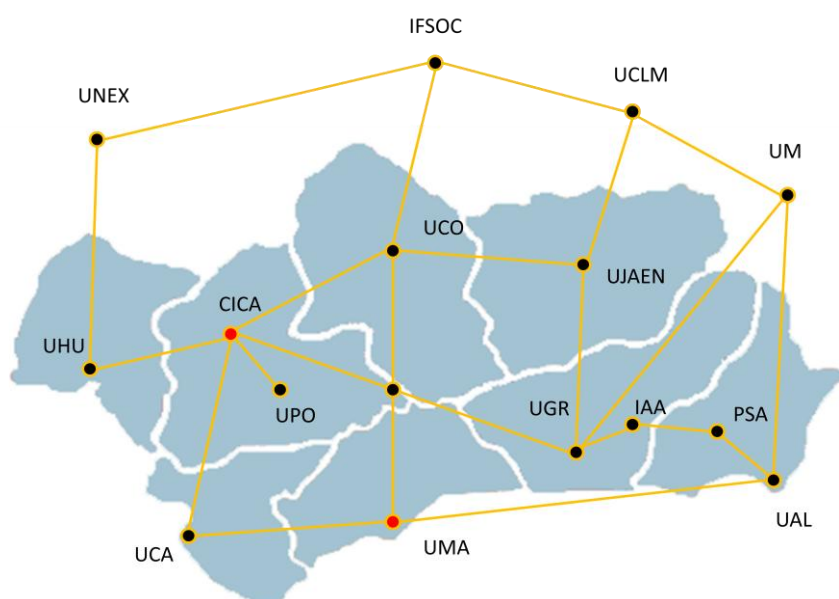 IFSOC
UCLM
UNEX
UM
UCO
UJAEN
CICA
UHU
UPO
UGR
IAA
PSA
UAL
UCA
UMA